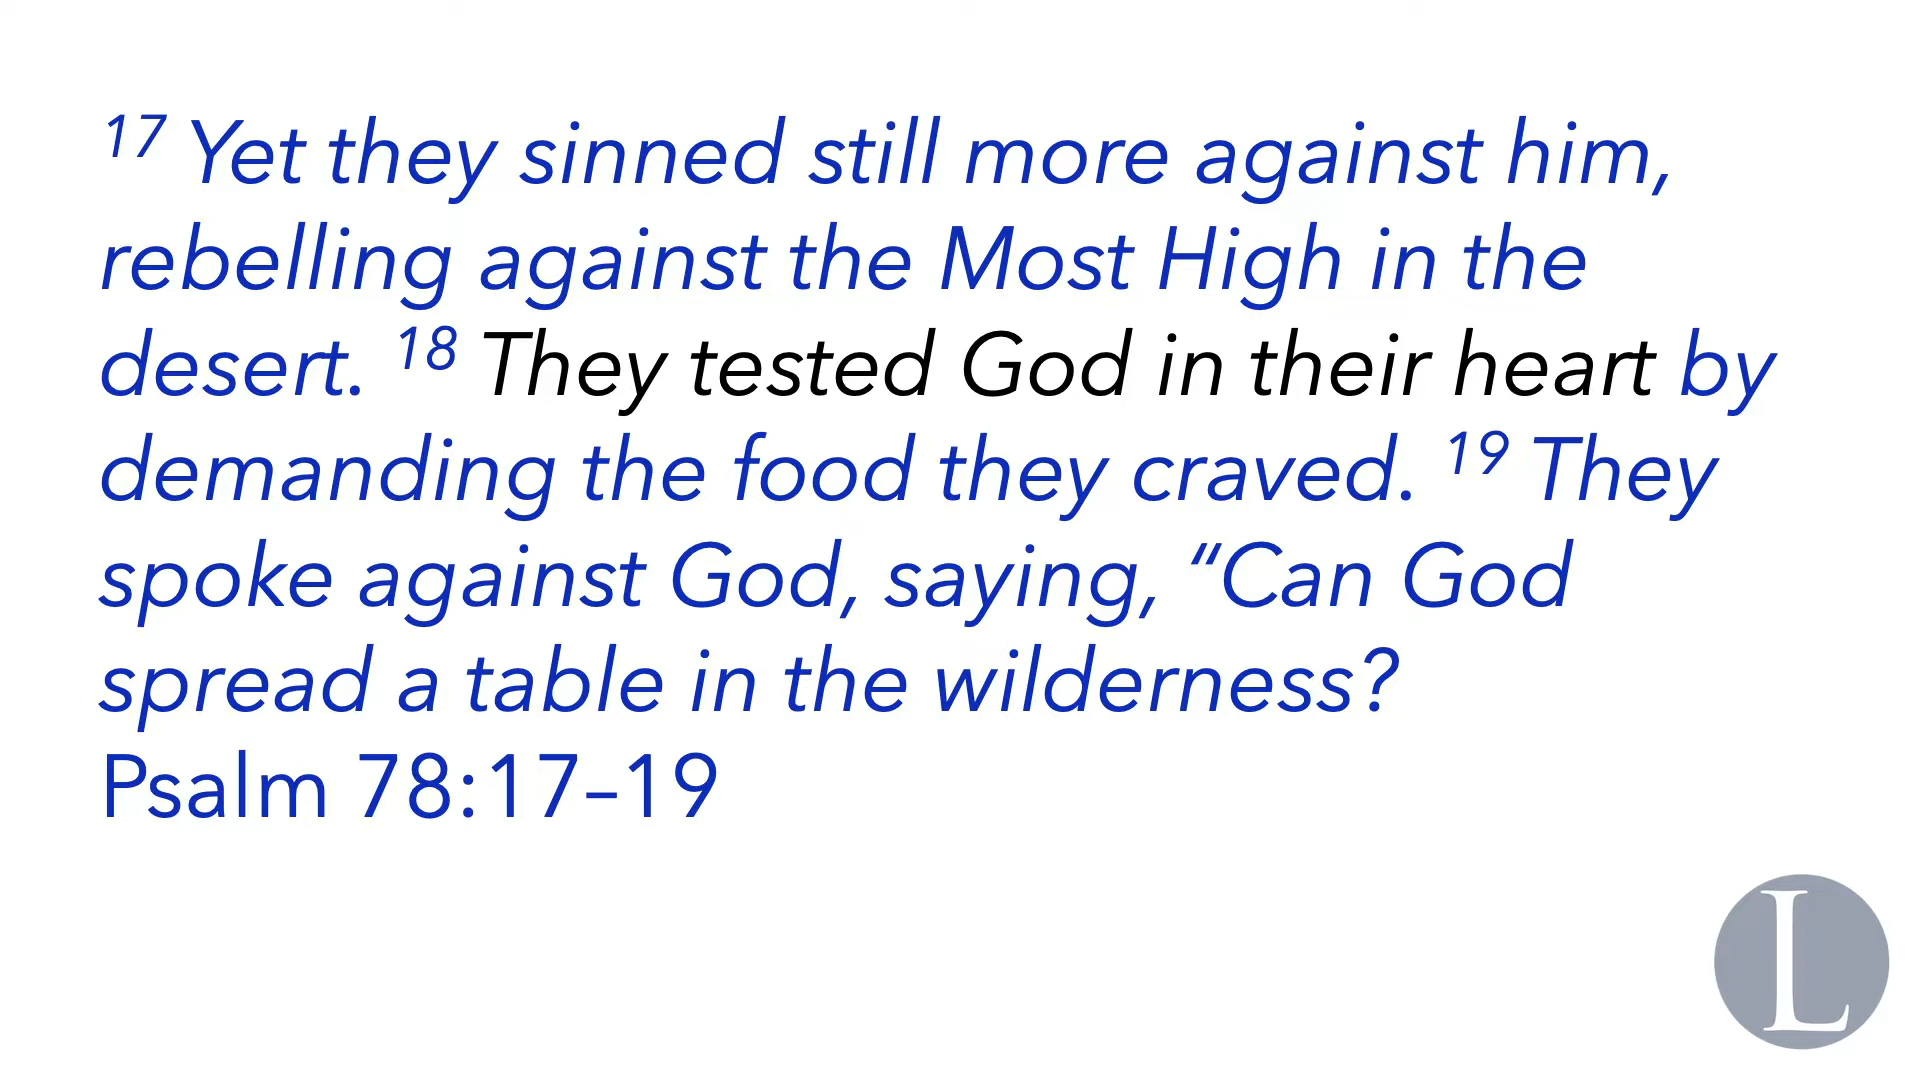 17 Yet they sinned still more against him,
rebelling against the Most High in the
desert. 18 They tested God in their heart by
demanding the food they craved. 19 They
spoke against God, saying, “Can God
spread a table in the wilderness?
Psalm 78:17–19
L